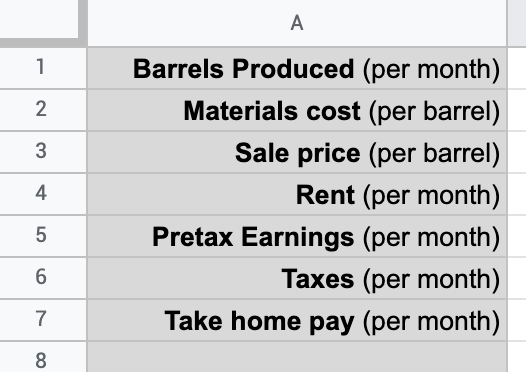 A
1 Barrels Produced (per month)
2 Materials cost (per barrel)
3 Sale price (per barrel)
4 Rent (per month)
5 Pretax Earnings (per month)
6 Taxes (per month)
7 Take home pay (per month)
8